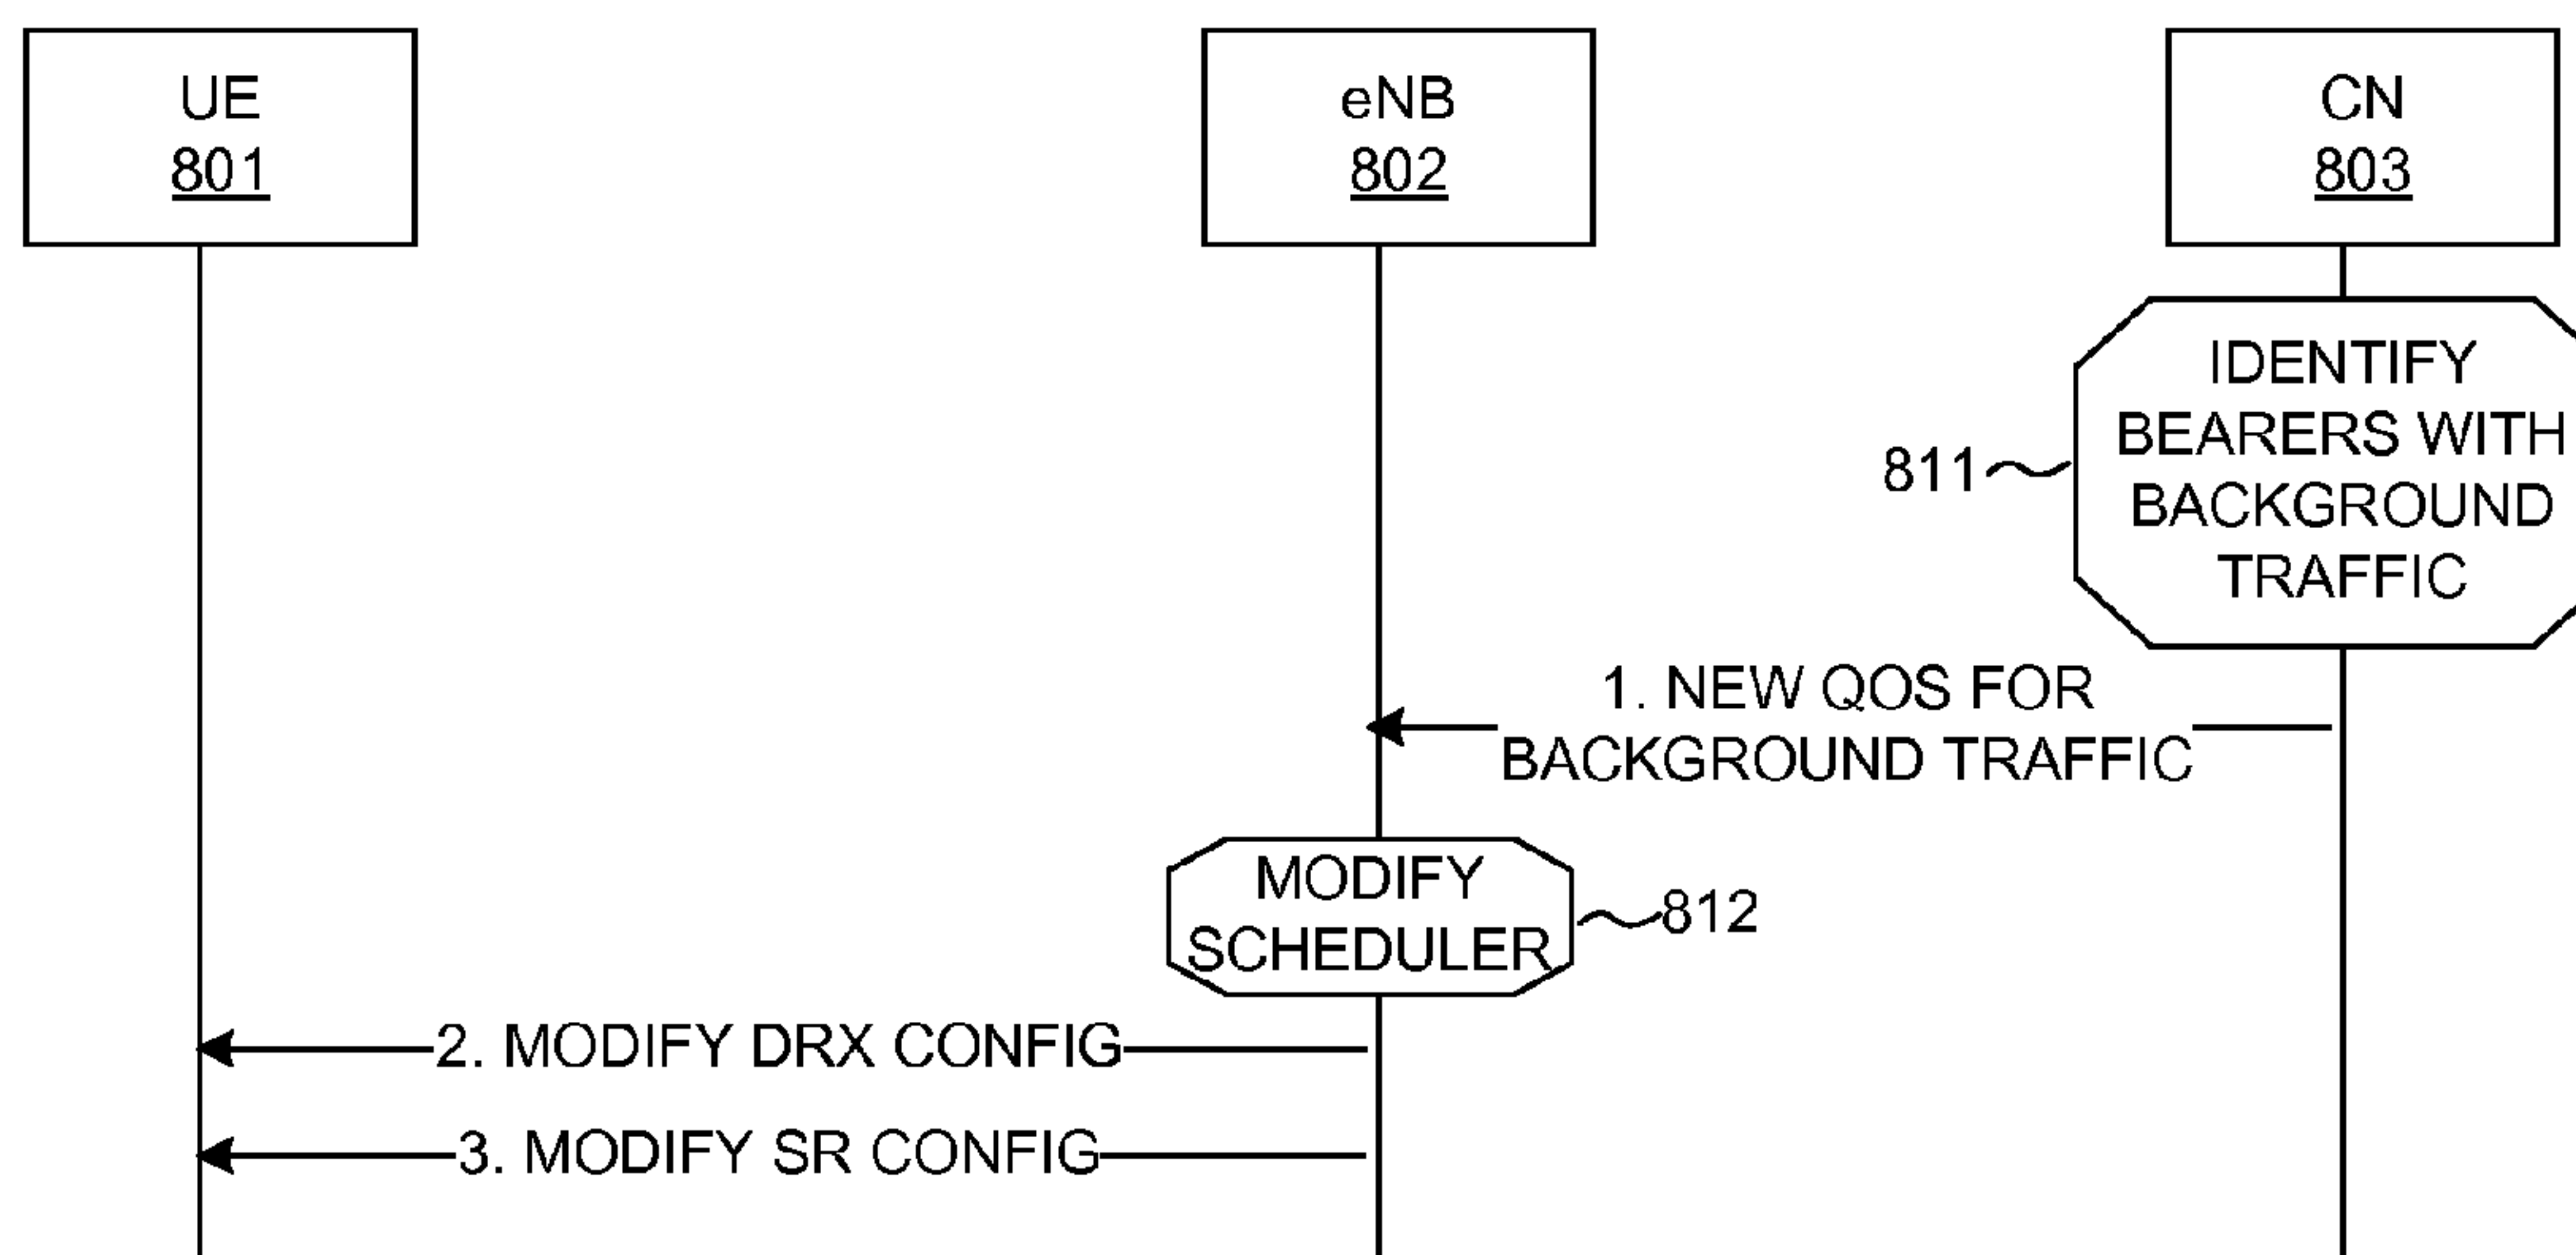 UE
801
eNB
802
CN
803
IDENTIFY
BEARERS WITH
BACKGROUND
TRAFFIC
811
1. NEW QOS FOR
BACKGROUND TRAFFIC
MODIFY
SCHEDULER
812
2. MODIFY DRX CONFIG
3. MODIFY SR CONFIG